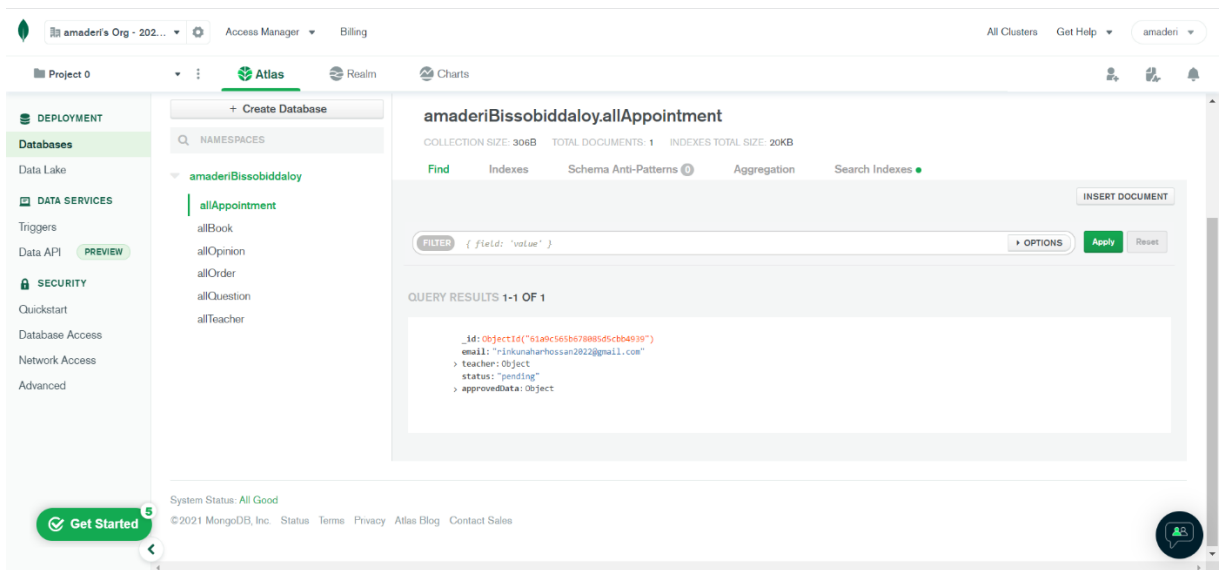 amaderi's Org - 202... Access Manager Billing All Clusters Get Help amaderi
Project 0 Atlas Realm Charts
DEPLOYMENT
Databases
Data Lake
DATA SERVICES
Triggers
Data API PREVIEW
SECURITY
Quickstart
Database Access
Network Access
Advanced
Get Started 5
+ Create Database
NAMESPACES
amaderiBissobiddaloy
allAppointment
allBook
allOpinion
allOrder
allQuestion
allTeacher
amaderiBissobiddaloy.allAppointment
COLLECTION SIZE: 306B TOTAL DOCUMENTS: 1 INDEXES TOTAL SIZE: 20KB
Find Indexes Schema Anti-Patterns 0 Aggregation Search Indexes
INSERT DOCUMENT
FILTER { field: 'value' } OPTIONS Apply Reset
QUERY RESULTS 1-1 OF 1
_id: ObjectId("61a9c565b678085d5cbb4939")
email: "rinkunaharhossan2022@gmail.com"
> teacher: Object
status: "pending"
> approvedData: Object
System Status: All Good
©2021 MongoDB, Inc. Status Terms Privacy Atlas Blog Contact Sales